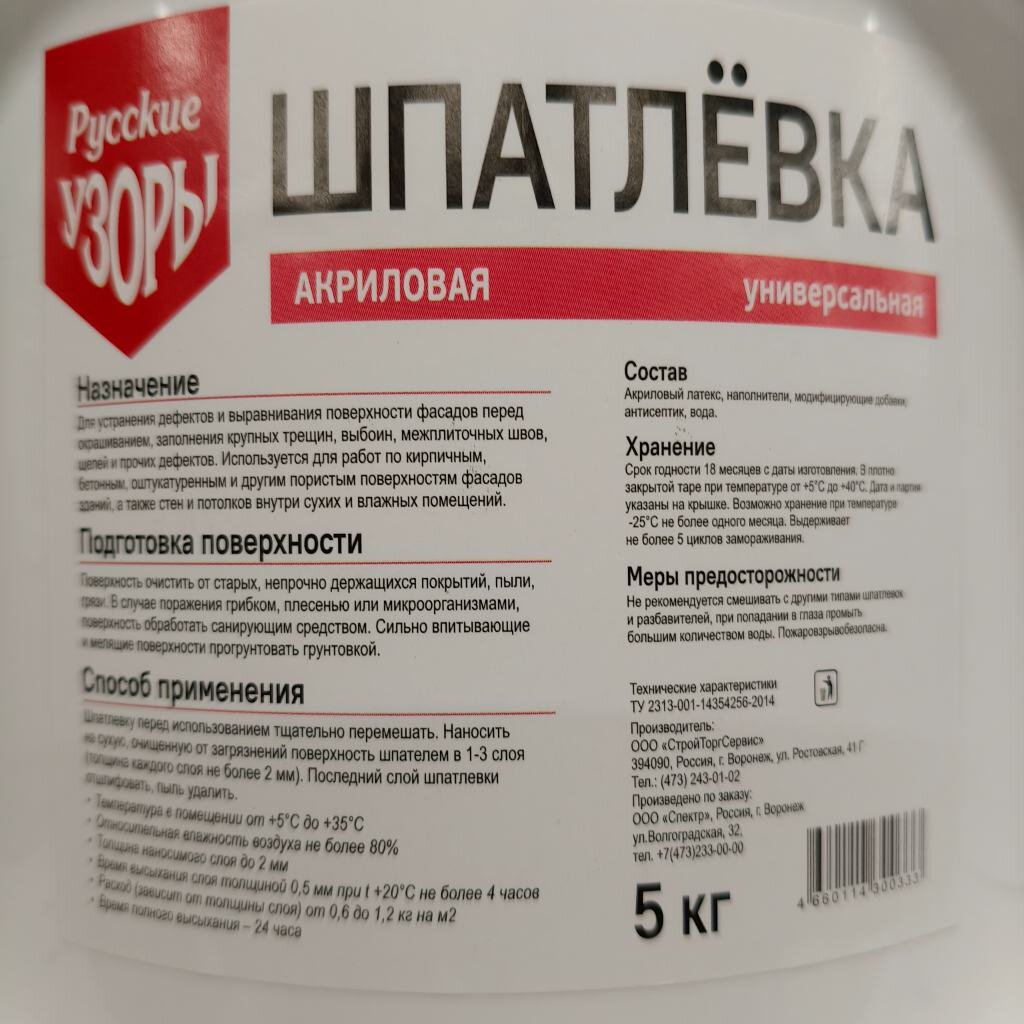 Русские
УЗОРЫ
ШПАТЛЁВКА
АКРИЛОВАЯ
универсальная
Назначение
Для устранения дефектов и выравнивания поверхности фасадов перед
окрашиванием, заполнения крупных трещин, выбоин, межплиточных швов,
щелей и прочих дефектов. Используется для работ по кирпичным,
бетонным, оштукатуренным и другим пористым поверхностям фасадов
зданий, а также стен и потолков внутри сухих и влажных помещений.
Подготовка поверхности
Поверхность очистить от старых, непрочно держащихся покрытий, пыли,
грязи. В случае поражения грибком, плесенью или микроорганизмами,
поверхность обработать санирующим средством. Сильно впитывающие
и мелящие поверхности прогрунтовать грунтовкой.
Способ применения
Шпатлевку перед использованием тщательно перемешать. Наносить
на сухую, очищенную от загрязнений поверхность шпателем в 1-3 слоя
(толщина каждого слоя не более 2 мм). Последний слой шпатлевки
отшлифовать, пыль удалить.
• Температура в помещении от +5°C до +35°C
• Относительная влажность воздуха не более 80%
• Толщина наносимого слоя до 2 мм
• Время высыхания слоя толщиной 0,5 мм при t +20°C не более 4 часов
• Расход (зависит от толщины слоя) от 0,6 до 1,2 кг на м2
• Время полного высыхания – 24 часа
Состав
Акриловый латекс, наполнители, модифицирующие добавки,
антисептик, вода.
Хранение
Срок годности 18 месяцев с даты изготовления. В плотно
закрытой таре при температуре от +5°C до +40°C. Дата и партия
указаны на крышке. Возможно хранение при температуре
-25°C не более одного месяца. Выдерживает
не более 5 циклов замораживания.
Меры предосторожности
Не рекомендуется смешивать с другими типами шпатлевок
и разбавителей, при попадании в глаза промыть
большим количеством воды. Пожаровзрывобезопасна.
Технические характеристики
ТУ 2313-001-14354256-2014
Производитель:
ООО «СтройТоргСервис»
394090, Россия, г. Воронеж, ул. Ростовская, 41 Г
Тел.: (473) 243-01-02
Произведено по заказу:
ООО «Спектр», Россия, г. Воронеж
ул.Волгоградская, 32,
тел. +7(473)233-00-00
5 кг
4 660114 300333